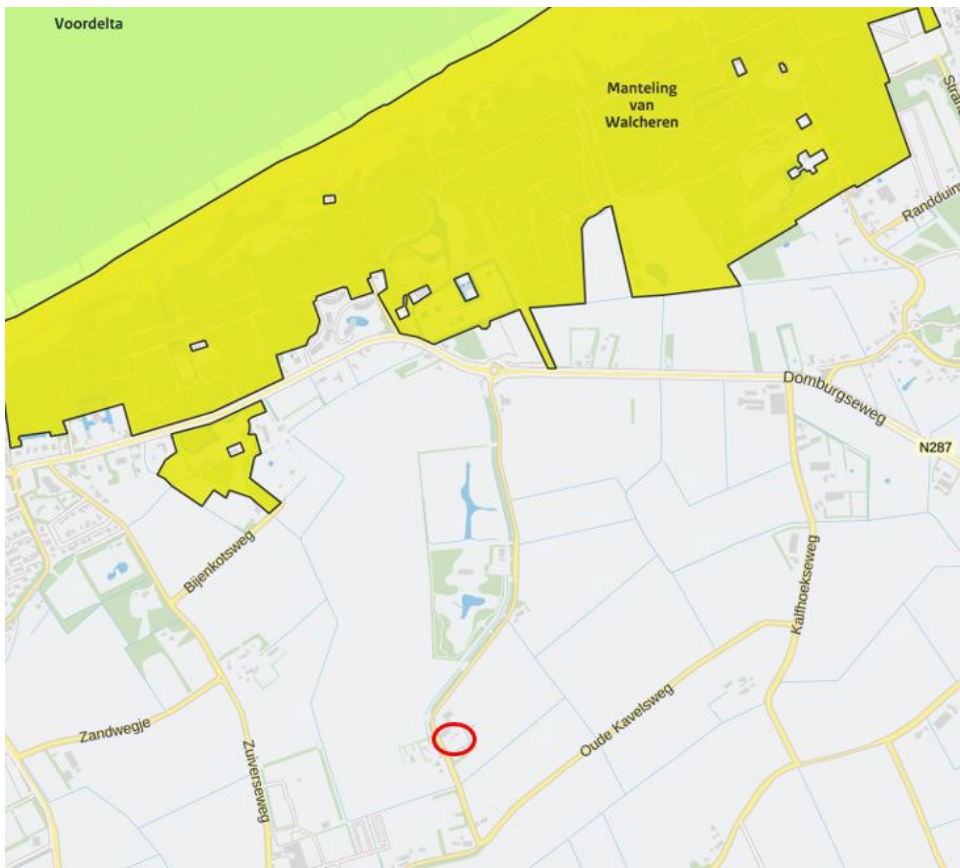 Voordelta
Manteling
van
Walcheren
Randduin
Domburgseweg
N287
Bijenkotsweg
Kalfhoekseweg
Oude Kavelsweg
Zandwegje
Zuiverseweg